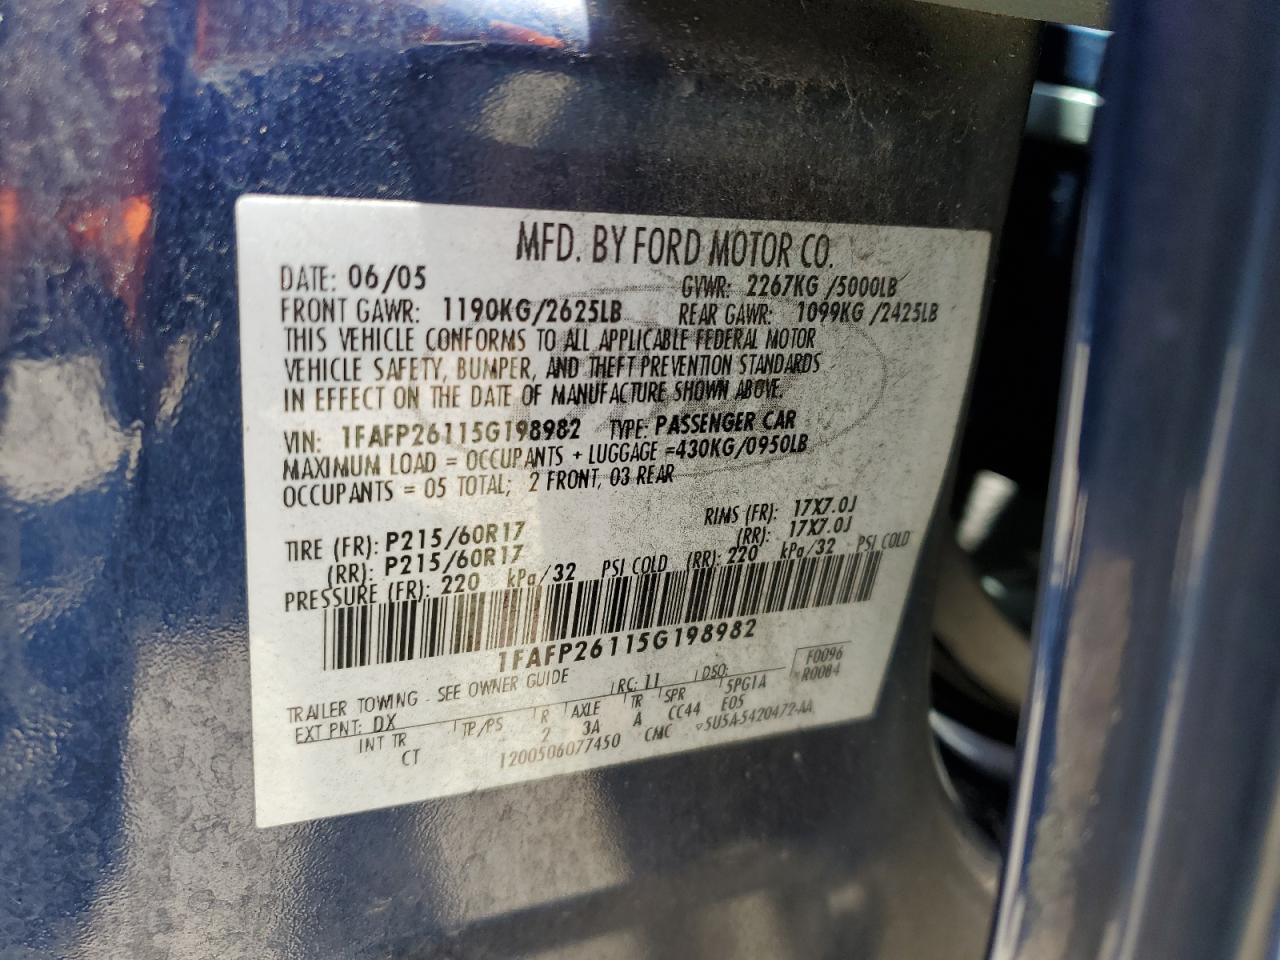 MFD. BY FORD MOTOR CO.
DATE: 06/05 GVWR: 2267KG /5000LB
FRONT GAWR: 1190KG/2625LB REAR GAWR: 1099KG /2425LB
THIS VEHICLE CONFORMS TO ALL APPLICABLE FEDERAL MOTOR
VEHICLE SAFETY, BUMPER, AND THEFT PREVENTION STANDARDS
IN EFFECT ON THE DATE OF MANUFACTURE SHOWN ABOVE.
VIN: 1FAFP26115G198982 TYPE: PASSENGER CAR
MAXIMUM LOAD = OCCUPANTS + LUGGAGE =430KG/0950LB
OCCUPANTS = 05 TOTAL; 2 FRONT, 03 REAR
TIRE (FR): P215/60R17 RIMS (FR): 17X7.0J
(RR): P215/60R17 (RR): 17X7.0J
PRESSURE (FR): 220 kPa/32 PSI COLD (RR): 220 kPa/32 PSI COLD
1FAFP26115G198982
TRAILER TOWING - SEE OWNER GUIDE RC: 11 DSO: F0096
EXT PNT: DX R0084
INT TR TP/PS R AXLE TR SPR 5PG1A
CT 2 3A A CC44 E05
1200506077450 CMC 5U5A-5420472-AA